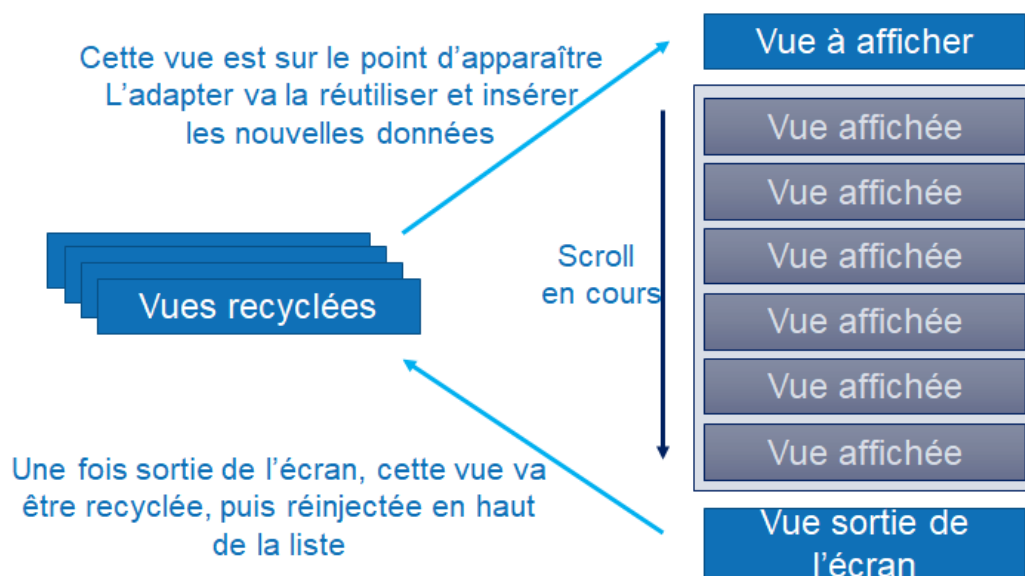 Cette vue est sur le point d’apparaître
L’adapter va la réutiliser et insérer
les nouvelles données
Vue à afficher
Vue affichée
Vue affichée
Vue affichée
Vue affichée
Vue affichée
Vue affichée
Scroll
en cours
Vues recyclées
Une fois sortie de l’écran, cette vue va
être recyclée, puis réinjectée en haut
de la liste
Vue sortie de
l’écran